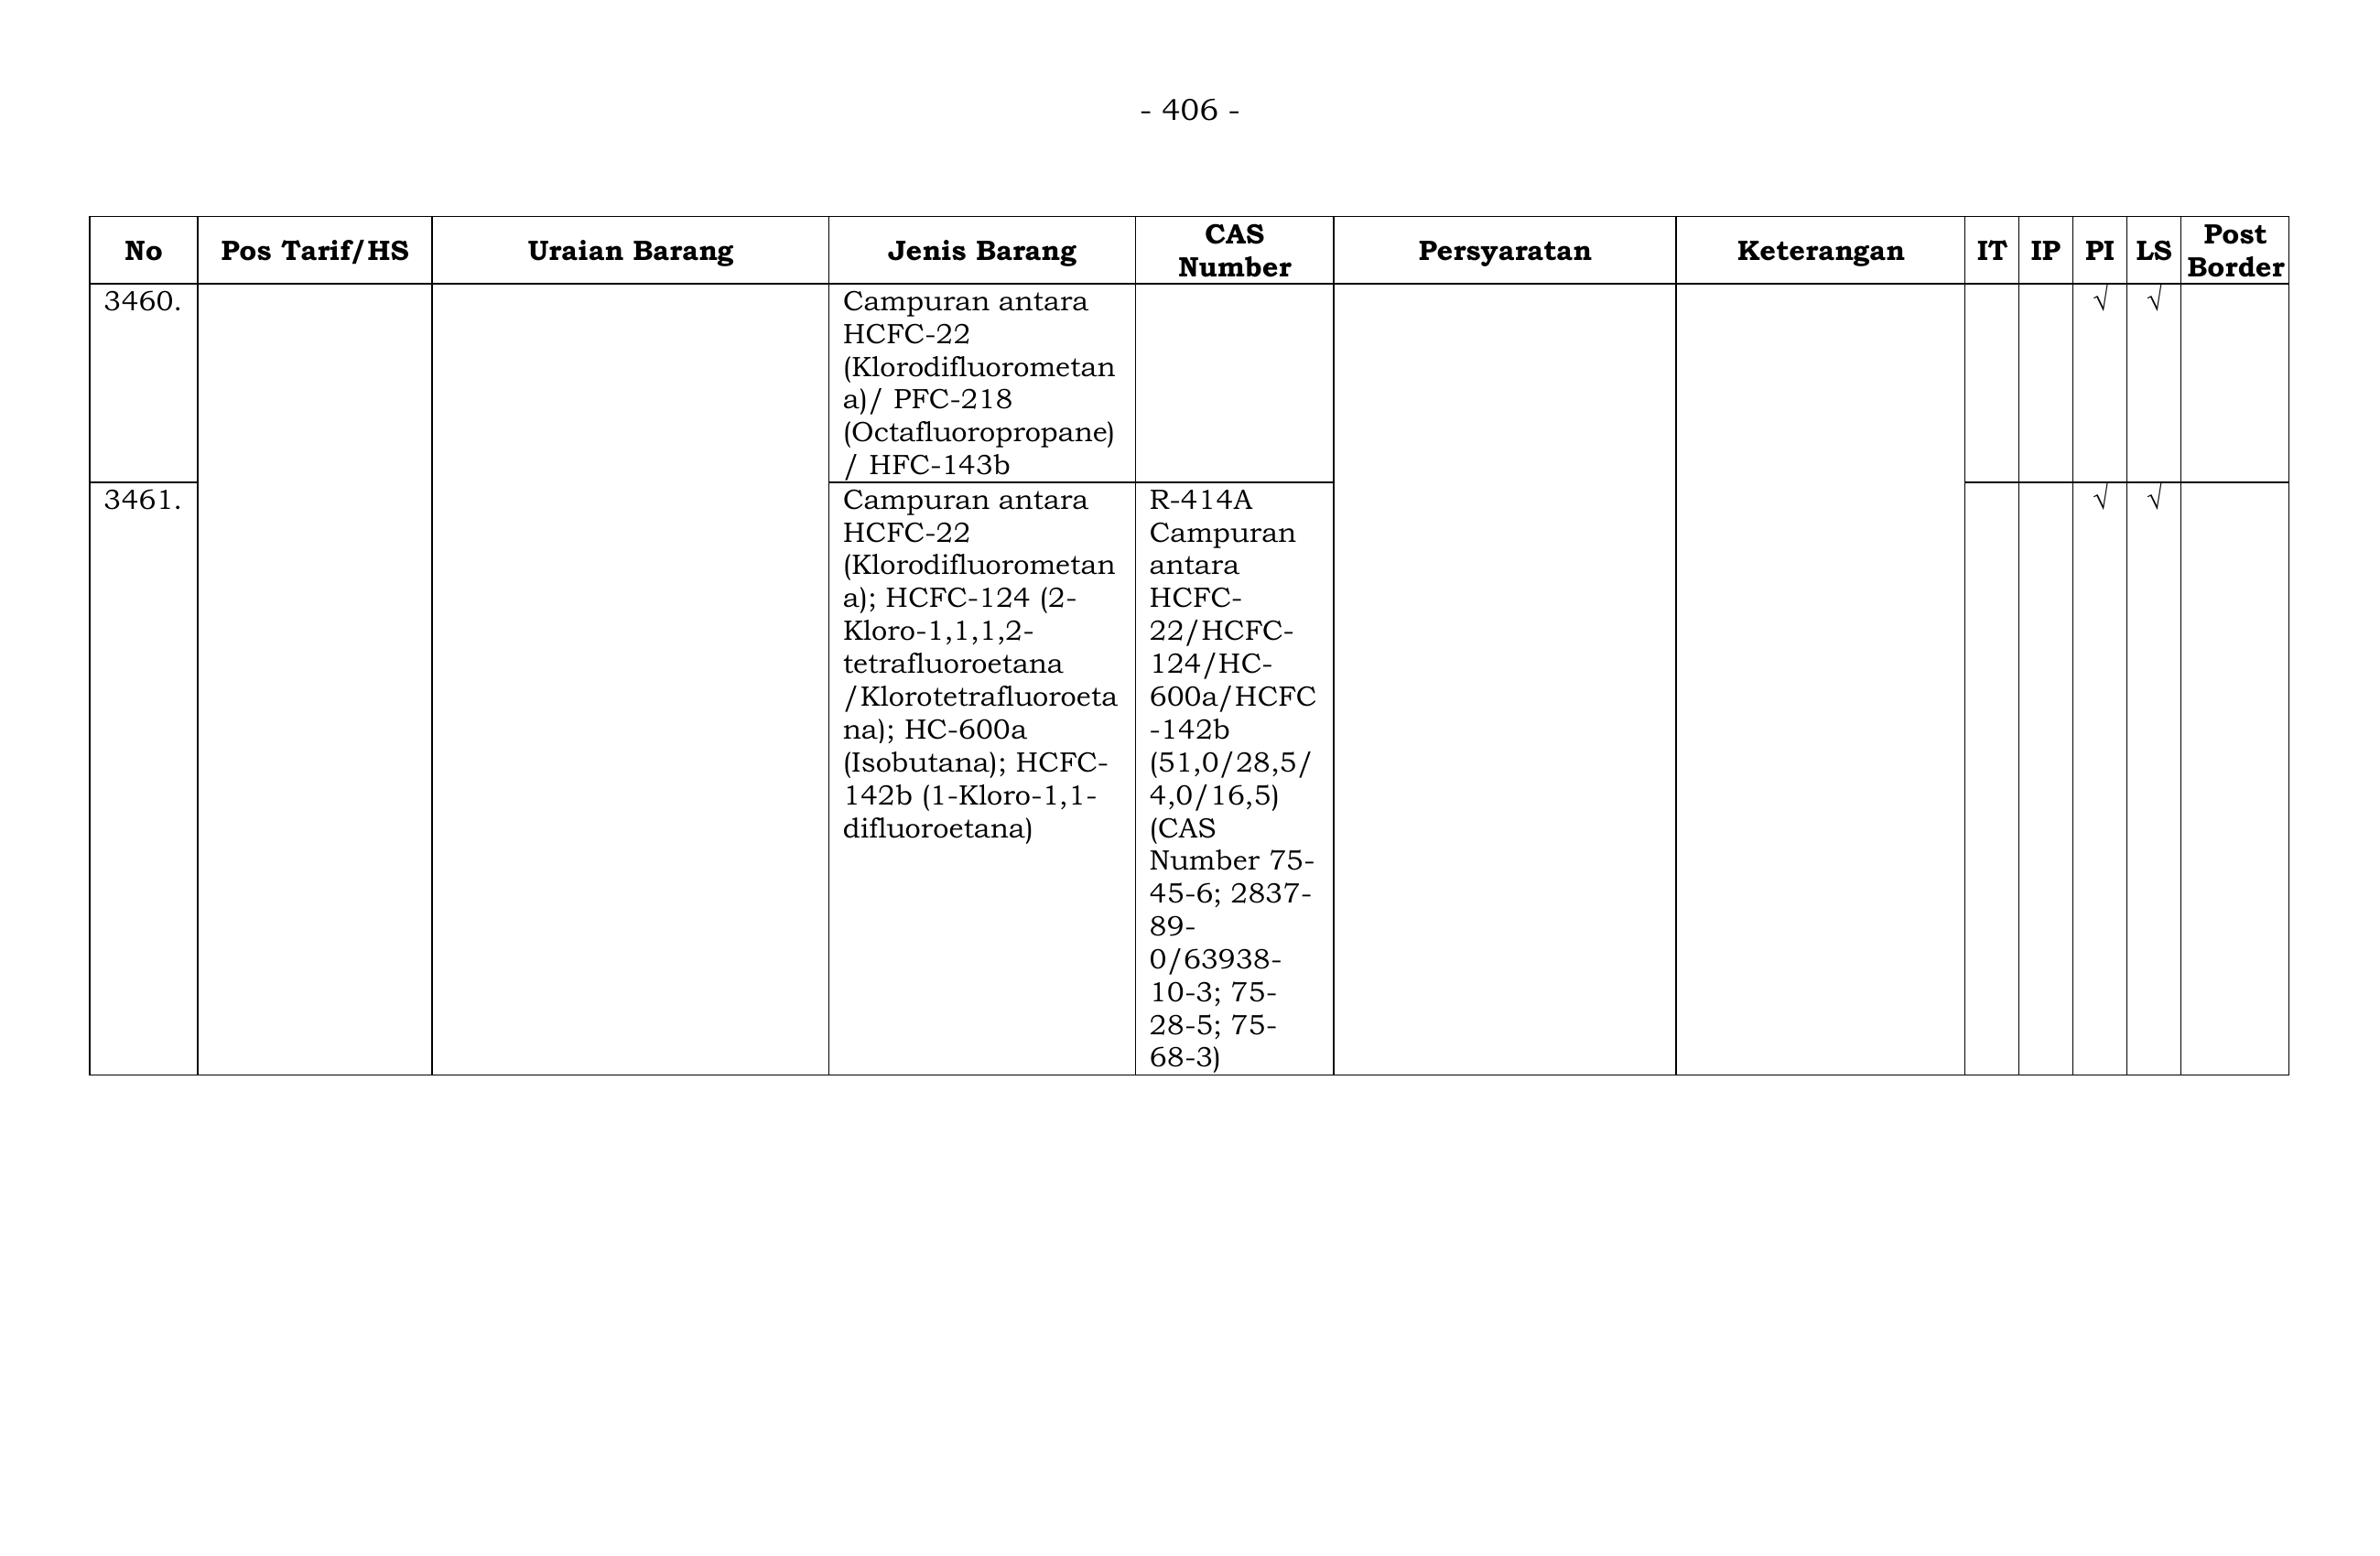 - 406 -
No Pos Tarif/HS Uraian Barang Jenis Barang CAS Number Persyaratan Keterangan IT IP PI LS Post Border
3460.
Campuran antara
HCFC-22
(Klorodifluorometan
a)/ PFC-218
(Octafluoropropane)
/ HFC-143b
√ √
3461.
Campuran antara
HCFC-22
(Klorodifluorometan
a); HCFC-124 (2-
Kloro-1,1,1,2-
tetrafluoroetana
/Klorotetrafluoroeta
na); HC-600a
(Isobutana); HCFC-
142b (1-Kloro-1,1-
difluoroetana)
R-414A
Campuran
antara
HCFC-
22/HCFC-
124/HC-
600a/HCFC
-142b
(51,0/28,5/
4,0/16,5)
(CAS
Number 75-
45-6; 2837-
89-
0/63938-
10-3; 75-
28-5; 75-
68-3)
√ √